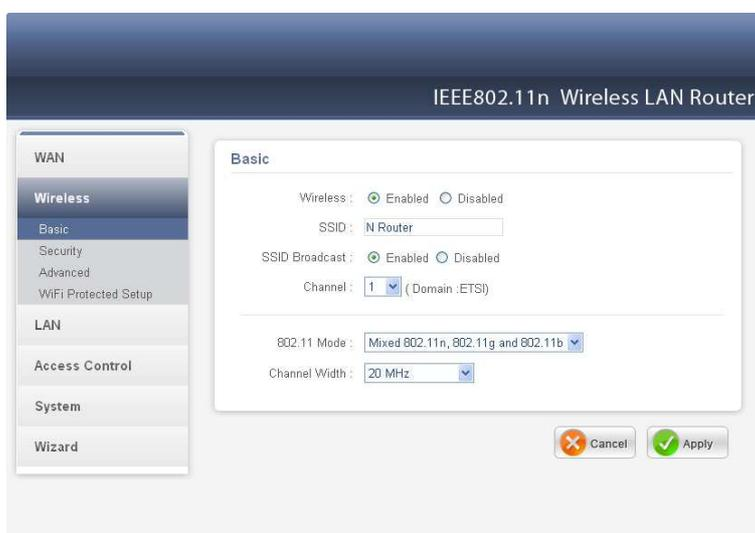 IEEE802.11n Wireless LAN Router
WAN
Wireless
Basic
Security
Advanced
WiFi Protected Setup
LAN
Access Control
System
Wizard
Basic
Wireless : Enabled Disabled
SSID : N Router
SSID Broadcast : Enabled Disabled
Channel : 1 ( Domain :ETSI)
802.11 Mode : Mixed 802.11n, 802.11g and 802.11b
Channel Width : 20 MHz
Cancel Apply